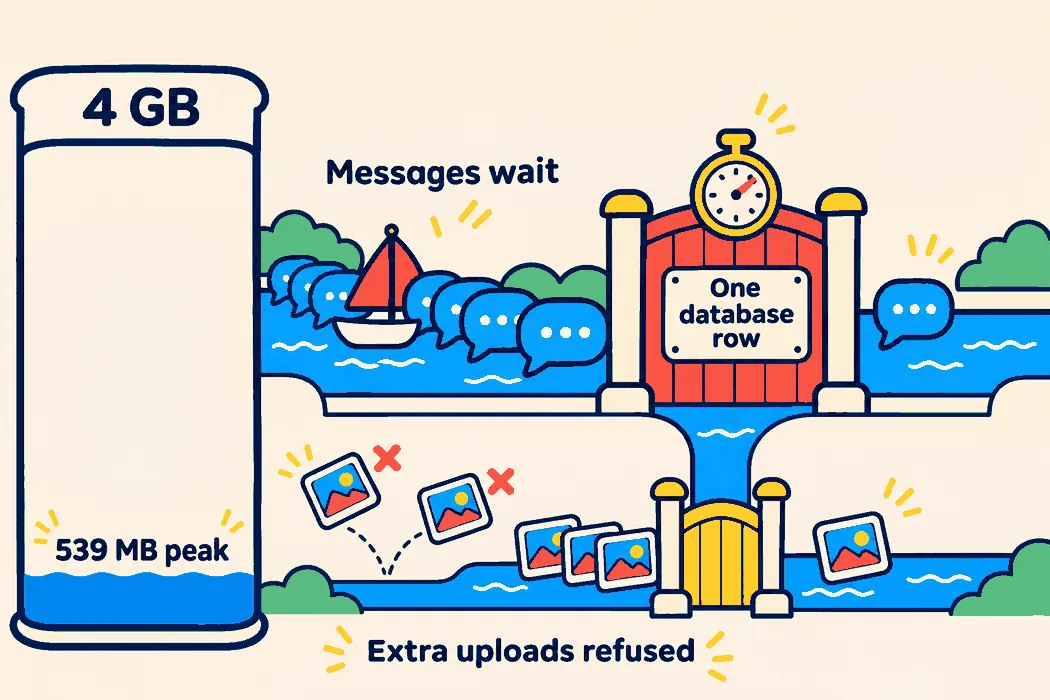 4 GB
Messages wait
One
database
row
539 MB peak
Extra uploads refused